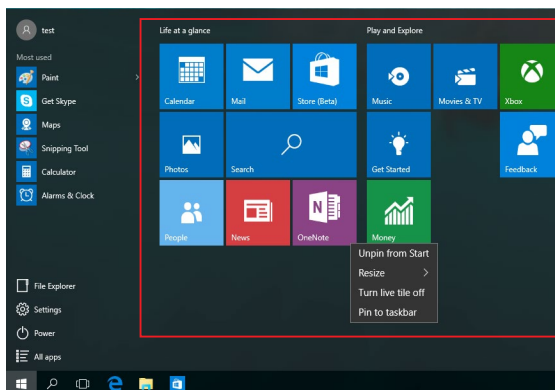 test
Most used
Paint
Get Skype
Maps
Snipping Tool
Calculator
Alarms & Clock
File Explorer
Settings
Power
All apps
Life at a glance
Calendar
Mail
Store (Beta)
Photos
Search
People
News
OneNote
Play and Explore
Music
Movies & TV
Xbox
Get Started
Feedback
Money
Unpin from Start
Resize
Turn live tile off
Pin to taskbar